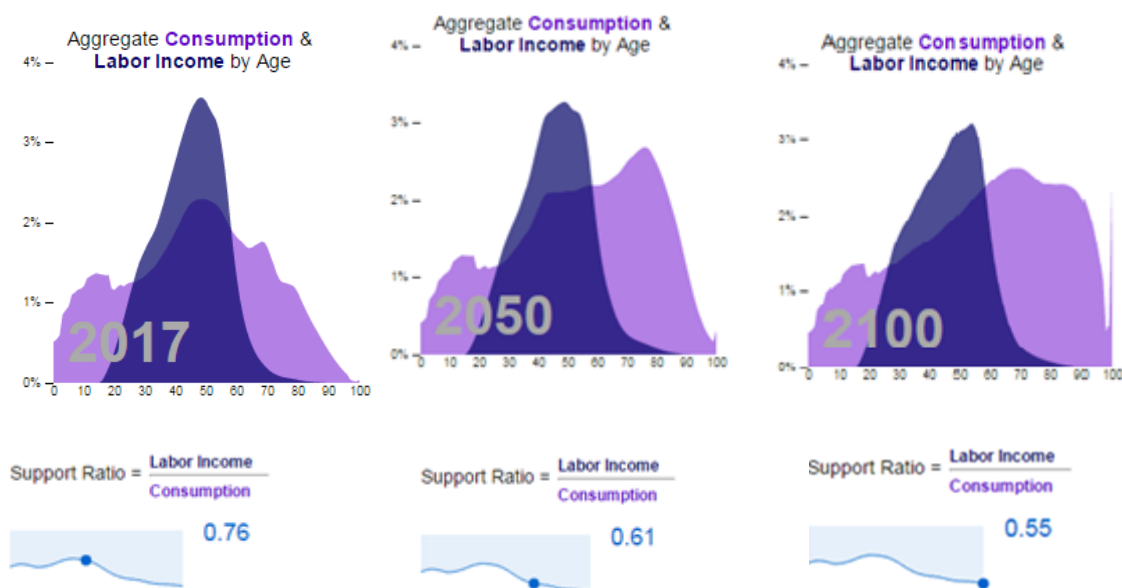 Aggregate Consumption &
Labor Income by Age
4%
3%
2%
1%
0%
2017
0 10 20 30 40 50 60 70 80 90 100
Support Ratio = Labor Income
Consumption
0.76
Aggregate Consumption &
Labor Income by Age
4%
3%
2%
1%
0%
2050
0 10 20 30 40 50 60 70 80 90 100
Support Ratio = Labor Income
Consumption
0.61
Aggregate Consumption &
Labor Income by Age
4%
3%
2%
1%
0%
2100
0 10 20 30 40 50 60 70 80 90 100
Support Ratio = Labor Income
Consumption
0.55